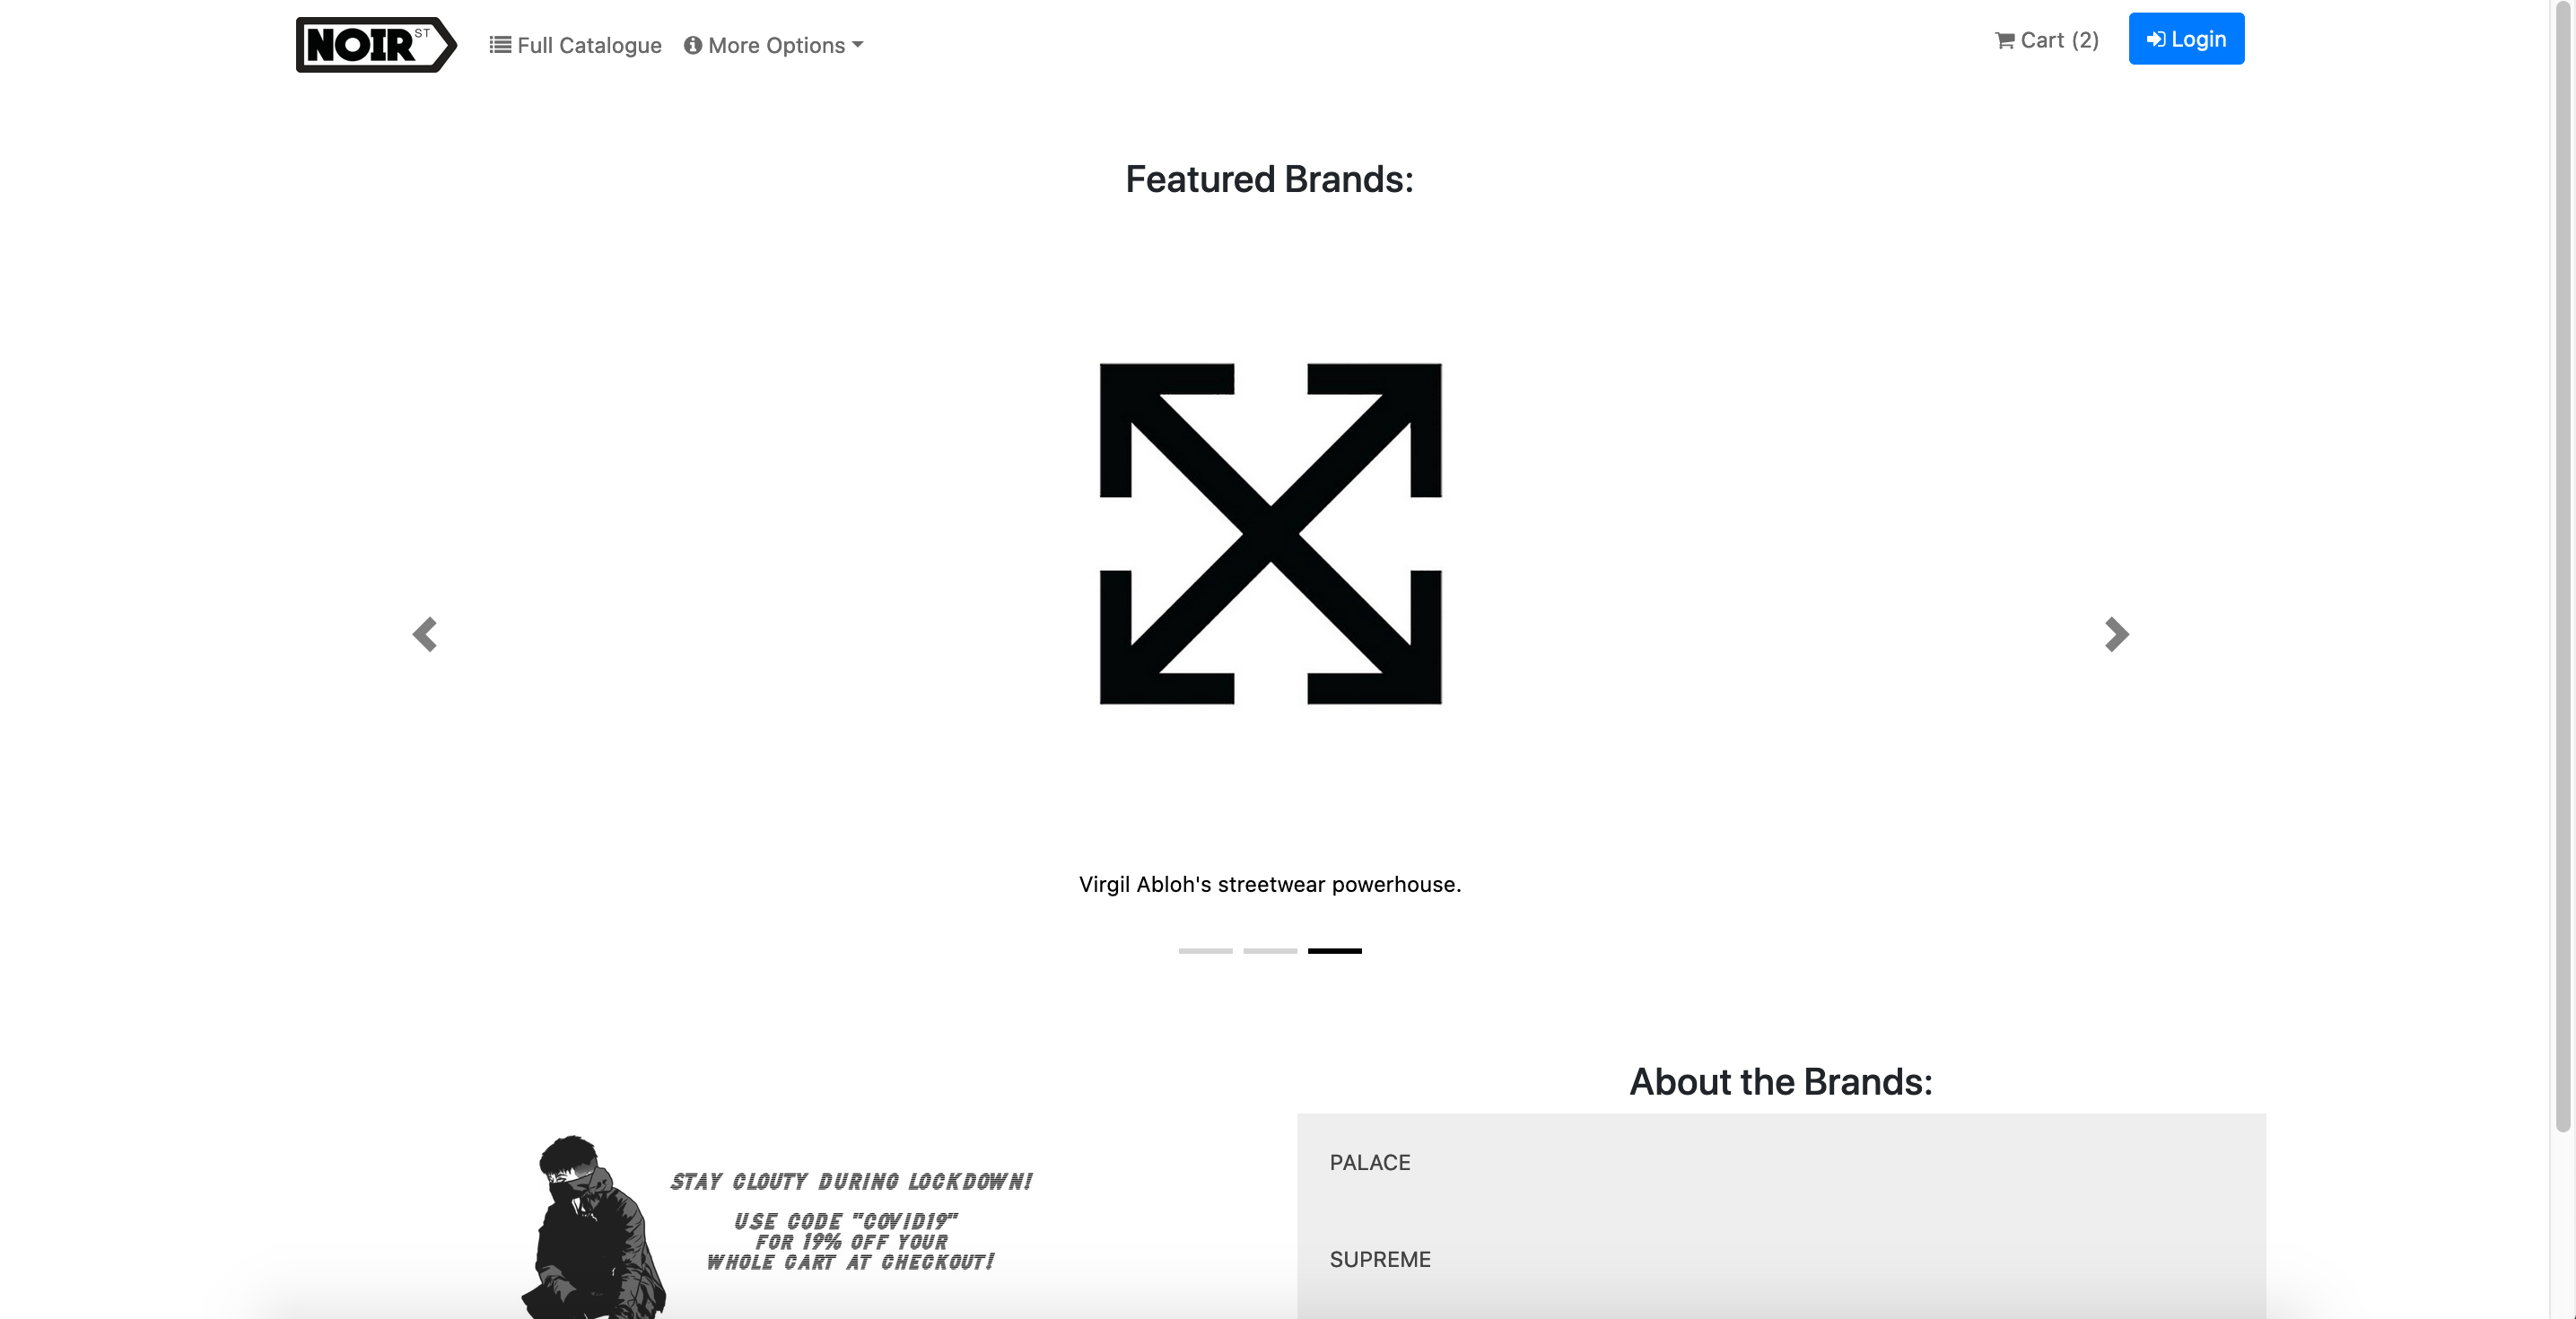 NOIR ST
Full Catalogue
More Options
Cart (2)
Login
Featured Brands:
Virgil Abloh's streetwear powerhouse.
About the Brands:
STAY CLOUTY DURING LOCKDOWN!
USE CODE "COVID19"
FOR 19% OFF YOUR
WHOLE CART AT CHECKOUT!
PALACE
SUPREME